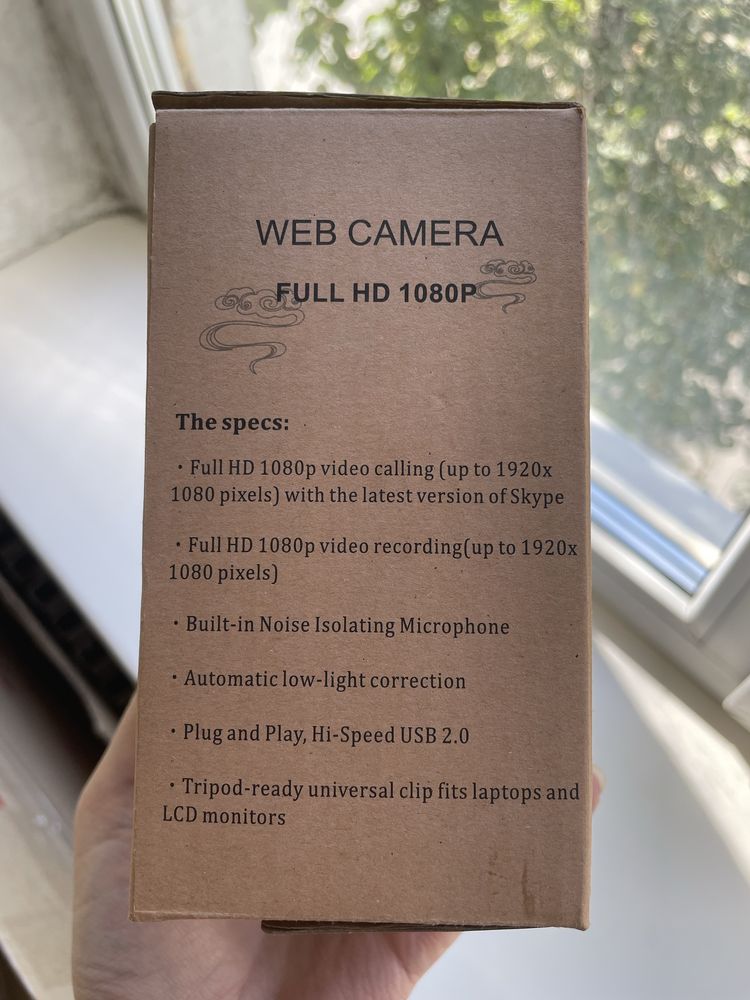 WEB CAMERA
FULL HD 1080P
The specs:
· Full HD 1080p video calling (up to 1920x
1080 pixels) with the latest version of Skype
· Full HD 1080p video recording(up to 1920x
1080 pixels)
· Built-in Noise Isolating Microphone
· Automatic low-light correction
· Plug and Play, Hi-Speed USB 2.0
· Tripod-ready universal clip fits laptops and
LCD monitors